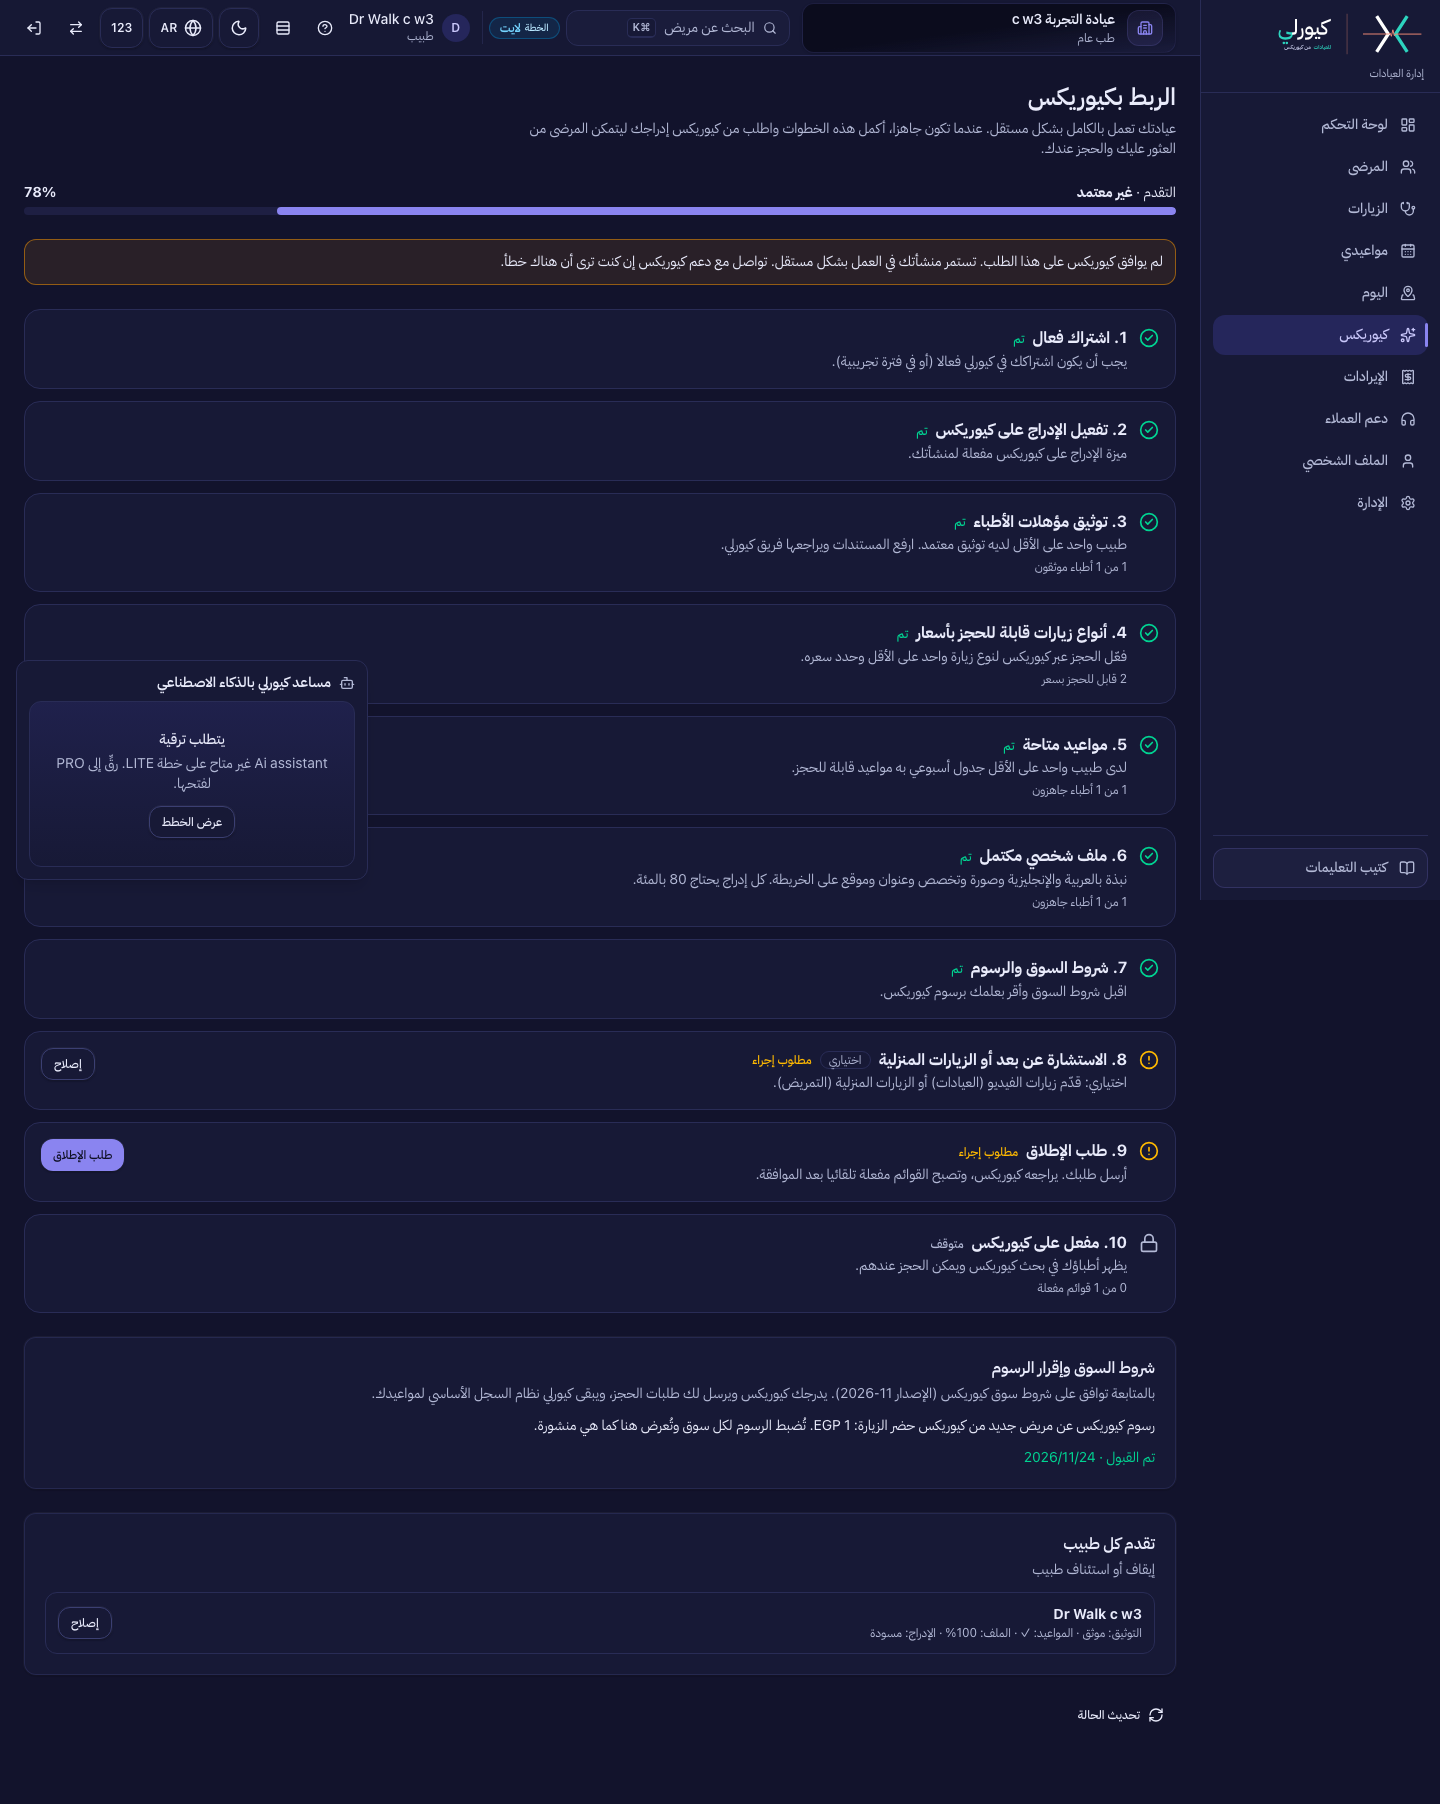 كيورلي
للعيادات من كيوريكس
إدارة العيادات
عيادة التجربة c w3
طب عام
البحث عن مريض
⌘K
الخطة لايت
D
Dr Walk c w3
طبيب
AR
123
لوحة التحكم
المرضى
الزيارات
مواعيدي
اليوم
كيوريكس
الإيرادات
دعم العملاء
الملف الشخصي
الإدارة
كتيب التعليمات
الربط بكيوريكس
عيادتك تعمل بالكامل بشكل مستقل. عندما تكون جاهزا، أكمل هذه الخطوات واطلب من كيوريكس إدراجك ليتمكن المرضى من
العثور عليك والحجز عندك.
التقدم · غير معتمد
78%
لم يوافق كيوريكس على هذا الطلب. تستمر منشأتك في العمل بشكل مستقل. تواصل مع دعم كيوريكس إن كنت ترى أن هناك خطأ.
1. اشتراك فعال تم
يجب أن يكون اشتراكك في كيورلي فعالا (أو في فترة تجريبية).
2. تفعيل الإدراج على كيوريكس تم
ميزة الإدراج على كيوريكس مفعلة لمنشأتك.
3. توثيق مؤهلات الأطباء تم
طبيب واحد على الأقل لديه توثيق معتمد. ارفع المستندات ويراجعها فريق كيورلي.
1 من 1 أطباء موثقون
4. أنواع زيارات قابلة للحجز بأسعار تم
فعّل الحجز عبر كيوريكس لنوع زيارة واحد على الأقل وحدد سعره.
2 قابل للحجز بسعر
5. مواعيد متاحة تم
لدى طبيب واحد على الأقل جدول أسبوعي به مواعيد قابلة للحجز.
1 من 1 أطباء جاهزون
6. ملف شخصي مكتمل تم
نبذة بالعربية والإنجليزية وصورة وتخصص وعنوان وموقع على الخريطة. كل إدراج يحتاج 80 بالمئة.
1 من 1 أطباء جاهزون
مساعد كيورلي بالذكاء الاصطناعي
يتطلب ترقية
Ai assistant غير متاح على خطة LITE. رقٍّ إلى PRO
لفتحها.
عرض الخطط
7. شروط السوق والرسوم تم
اقبل شروط السوق وأقر بعلمك برسوم كيوريكس.
8. الاستشارة عن بعد أو الزيارات المنزلية اختياري مطلوب إجراء
اختياري: قدّم زيارات الفيديو (العيادات) أو الزيارات المنزلية (التمريض).
إصلاح
9. طلب الإطلاق مطلوب إجراء
أرسل طلبك. يراجعه كيوريكس، وتصبح القوائم مفعلة تلقائيا بعد الموافقة.
طلب الإطلاق
10. مفعل على كيوريكس متوقف
يظهر أطباؤك في بحث كيوريكس ويمكن الحجز عندهم.
0 من 1 قوائم مفعلة
شروط السوق وإقرار الرسوم
بالمتابعة توافق على شروط سوق كيوريكس (الإصدار 11-2026). يدرجك كيوريكس ويرسل لك طلبات الحجز، ويبقى كيورلي نظام السجل الأساسي لمواعيدك.
رسوم كيوريكس عن مريض جديد من كيوريكس حضر الزيارة: EGP 1. تُضبط الرسوم لكل سوق وتُعرض هنا كما هي منشورة.
تم القبول · 2026/11/24
تقدم كل طبيب
إيقاف أو استئناف طبيب
Dr Walk c w3
التوثيق: موثق · المواعيد: ✓ · الملف: 100% · الإدراج: مسودة
إصلاح
تحديث الحالة